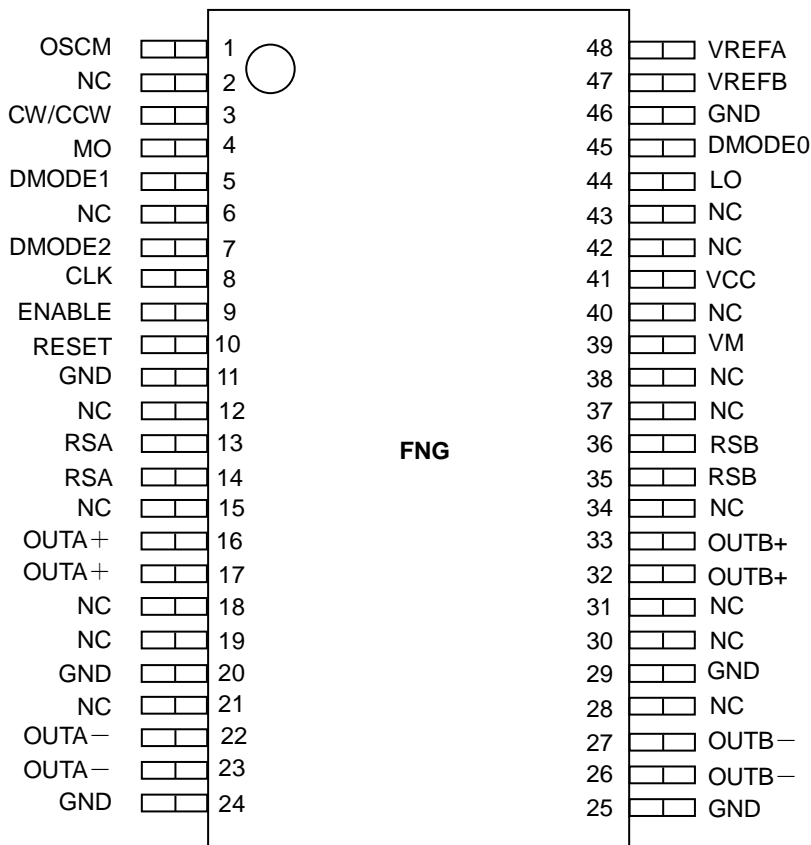 OSCM 1 48 VREFA
NC 2 47 VREFB
CW/CCW 3 46 GND
MO 4 45 DMODE0
DMODE1 5 44 LO
NC 6 43 NC
DMODE2 7 42 NC
CLK 8 41 VCC
ENABLE 9 40 NC
RESET 10 39 VM
GND 11 38 NC
NC 12 37 NC
RSA 13 36 RSB
FNG
RSA 14 35 RSB
NC 15 34 NC
OUTA+ 16 33 OUTB+
OUTA+ 17 32 OUTB+
NC 18 31 NC
NC 19 30 NC
GND 20 29 GND
NC 21 28 NC
OUTA− 22 27 OUTB−
OUTA− 23 26 OUTB−
GND 24 25 GND